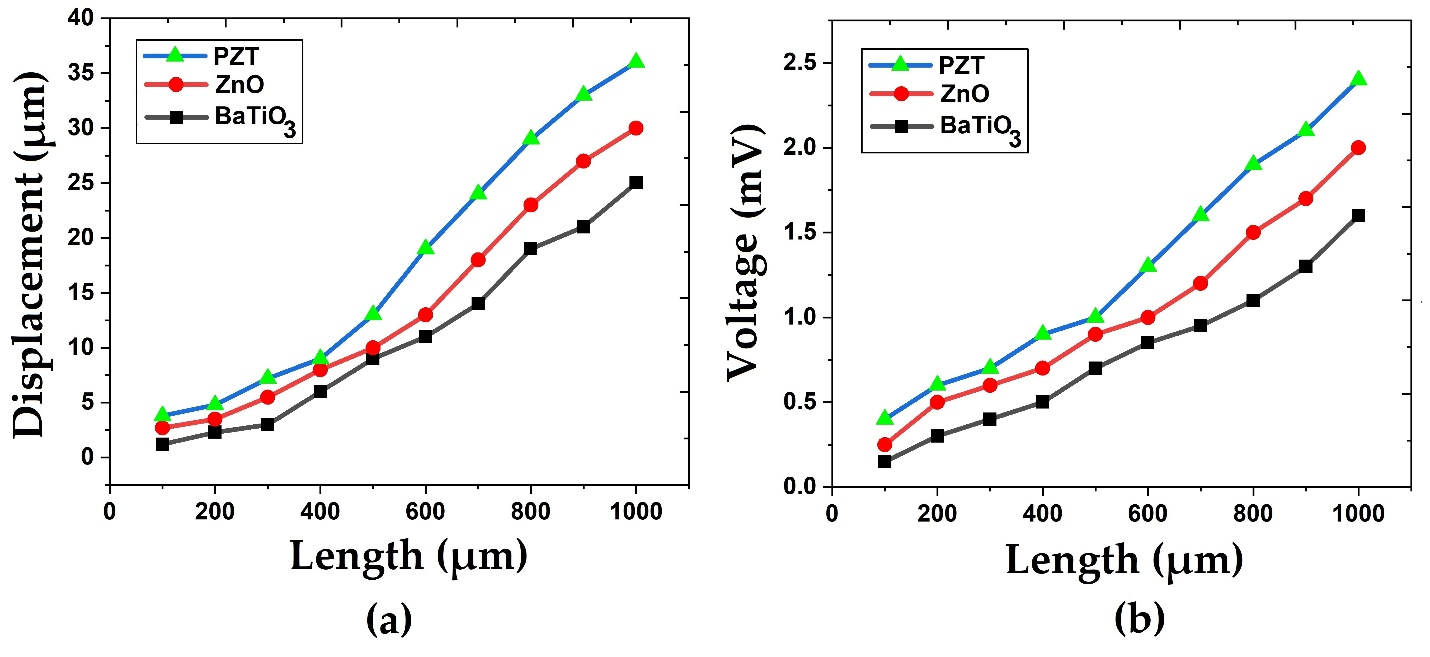 40
35
30
25
20
15
10
5
0
Displacement (μm)
PZT
ZnO
BaTiO3
0 200 400 600 800 1000
Length (μm)
(a)
2.5
2.0
1.5
1.0
0.5
0.0
Voltage (mV)
PZT
ZnO
BaTiO3
0 200 400 600 800 1000
Length (μm)
(b)